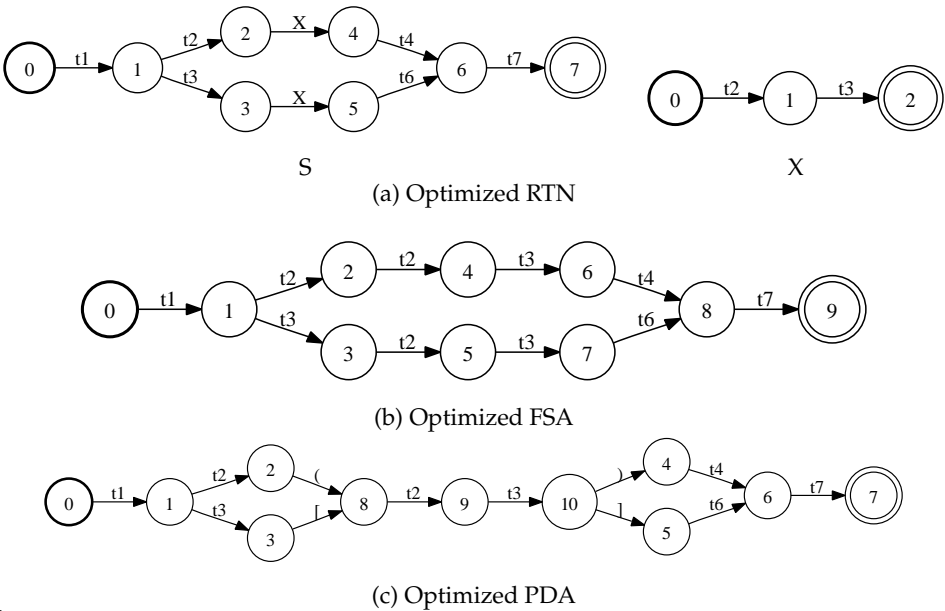 X
t2 2 4 t4
0 t1 1 6 t7 7
t3 X t6
3 5
0 t2 1 t3 2
S X
(a) Optimized RTN
t2 2 t2 4 t3 6 t4
0 t1 1 8 t7 9
t3 3 t2 5 t3 7 t6
(b) Optimized FSA
t2 2 ( ) 4 t4
0 t1 1 8 t2 9 t3 10 6 t7 7
t3 3 [ ] 5 t6
(c) Optimized PDA